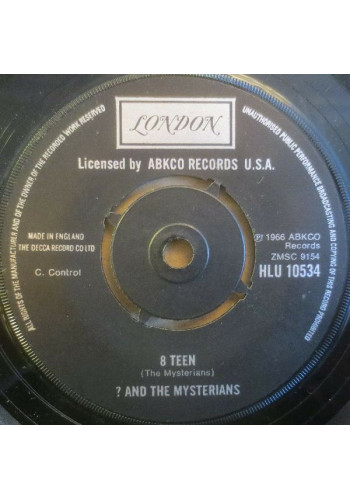 ALL RIGHTS OF THE MANUFACTURER AND OF THE OWNER OF THE RECORDED WORK RESERVED
UNAUTHORISED PUBLIC PERFORMANCE BROADCASTING AND COPYING OF THIS RECORD PROHIBITED
LONDON
Licensed by ABKCO RECORDS U.S.A.
MADE IN ENGLAND
THE DECCA RECORD CO LTD
C. Control
℗ 1966 ABKCO
Records
ZMSC 9154
HLU 10534
8 TEEN
(The Mysterians)
? AND THE MYSTERIANS